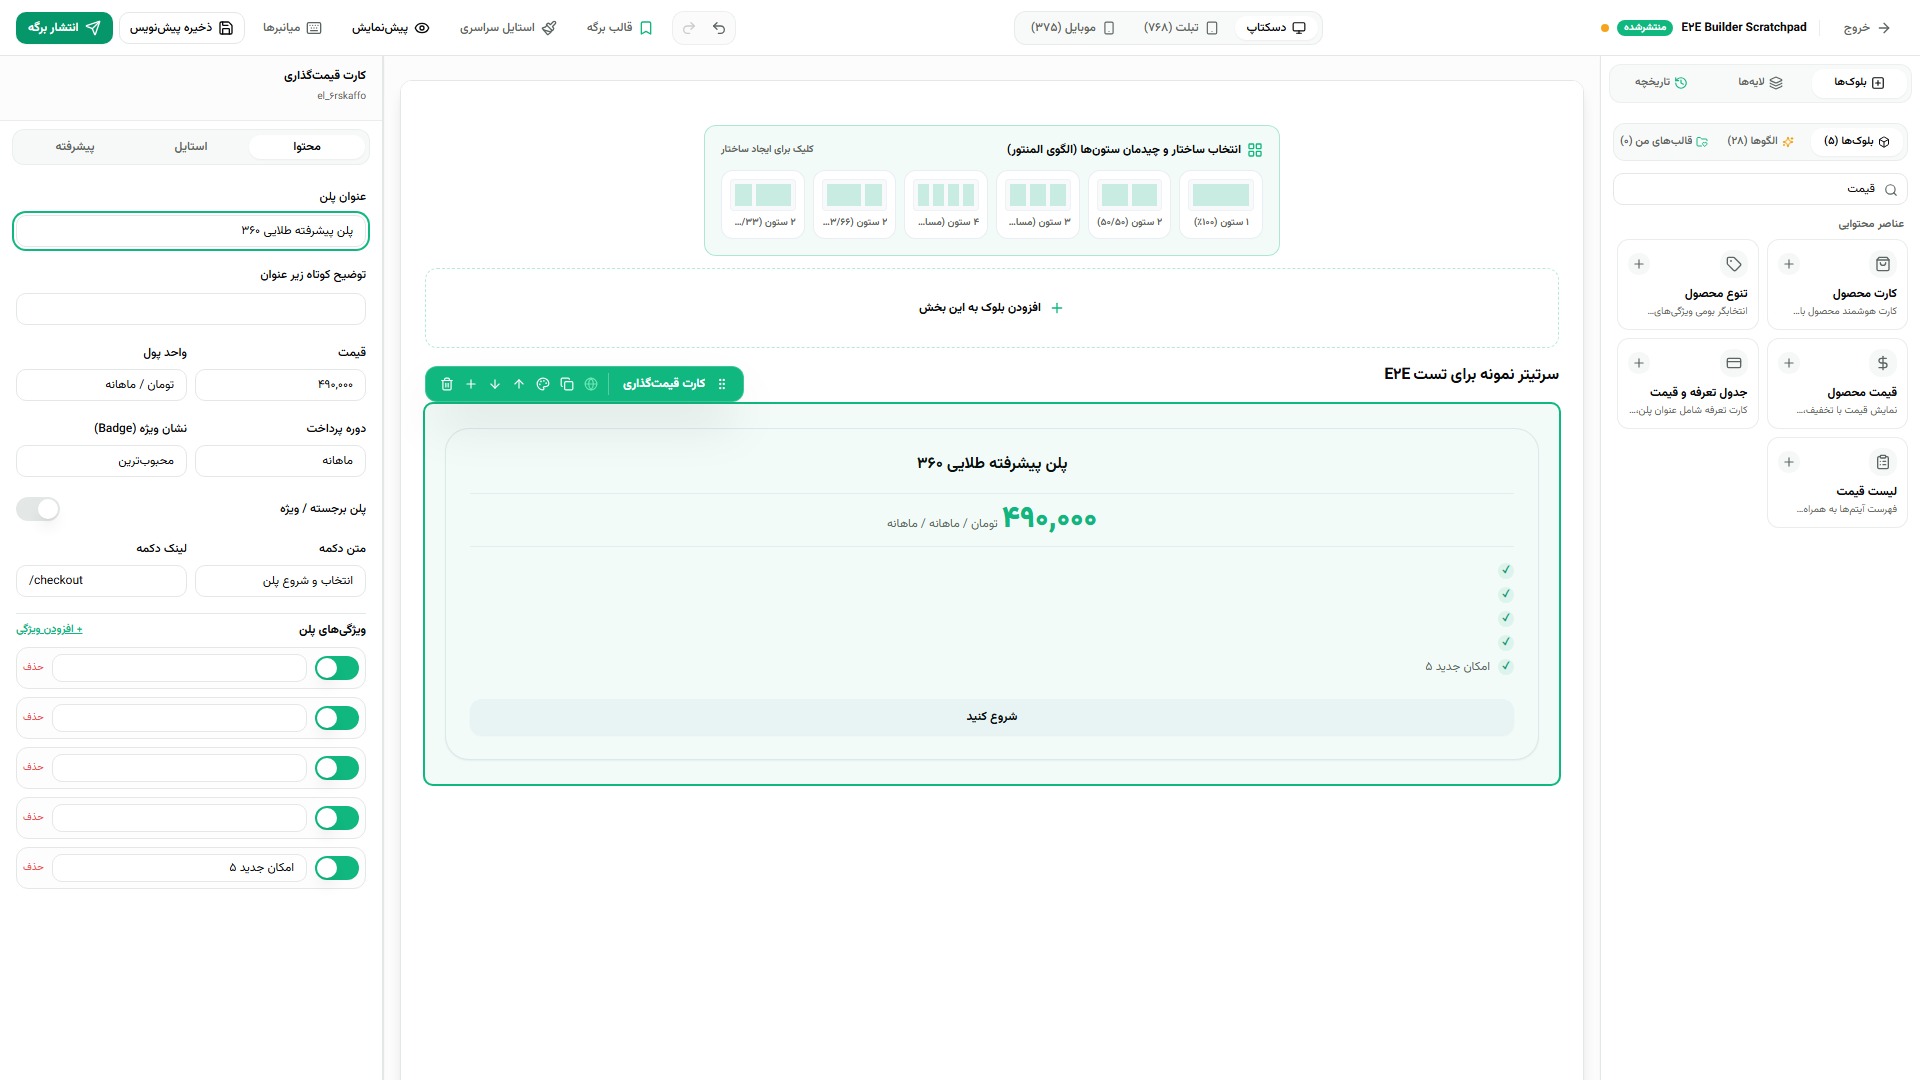 خروج
E2E Builder Scratchpad
منتشرشده
دسکتاپ
تبلت (۷۶۸)
موبایل (۳۷۵)
قالب برگه
استایل سراسری
پیش‌نمایش
میانبرها
ذخیره پیش‌نویس
انتشار برگه
بلوک‌ها
لایه‌ها
تاریخچه
بلوک‌ها (۵)
الگوها (۲۸)
قالب‌های من (۰)
قیمت
عناصر محتوایی
کارت محصول
کارت هوشمند محصول با...
تنوع محصول
انتخابگر بومی ویژگی‌های...
قیمت محصول
نمایش قیمت با تخفیف،...
جدول تعرفه و قیمت
کارت تعرفه شامل عنوان پلن،...
لیست قیمت
فهرست آیتم‌ها به همراه...
انتخاب ساختار و چیدمان ستون‌ها (الگوی المنتور)
کلیک برای ایجاد ساختار
۱ ستون (۱۰۰٪)
۲ ستون (۵۰/۵۰)
۳ ستون (مسا...
۴ ستون (مسا...
۲ ستون (۳/۶۶...
۲ ستون (۳۳/...
افزودن بلوک به این بخش
سرتیتر نمونه برای تست E2E
کارت قیمت‌گذاری
پلن پیشرفته طلایی ۳۶۰
۴۹۰,۰۰۰ تومان / ماهانه / ماهانه
امکان جدید ۵
شروع کنید
کارت قیمت‌گذاری
el_6rskaffo
محتوا
استایل
پیشرفته
عنوان پلن
پلن پیشرفته طلایی ۳۶۰
توضیح کوتاه زیر عنوان
قیمت
واحد پول
۴۹۰,۰۰۰
تومان / ماهانه
دوره پرداخت
نشان ویژه (Badge)
ماهانه
محبوب‌ترین
پلن برجسته / ویژه
متن دکمه
لینک دکمه
انتخاب و شروع پلن
/checkout
ویژگی‌های پلن
+ افزودن ویژگی
حذف
حذف
حذف
حذف
امکان جدید ۵
حذف